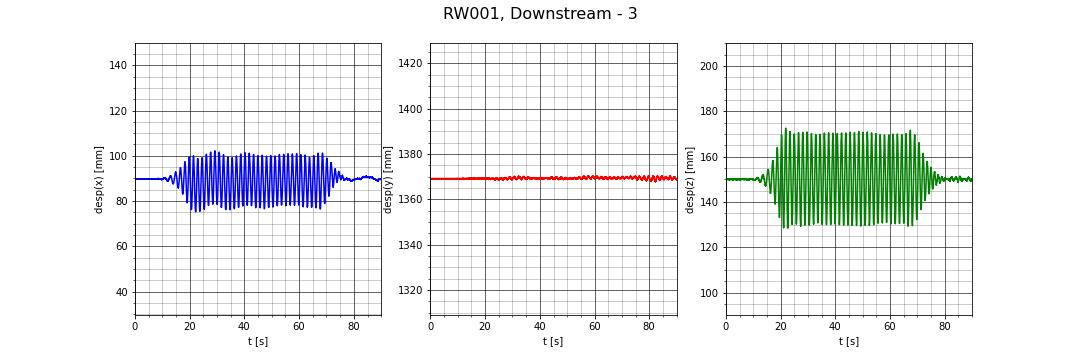 RW001, Downstream - 3
desp(x) [mm]
140
120
100
80
60
40
0 20 40 60 80
t [s]
desp(y) [mm]
1420
1400
1380
1360
1340
1320
0 20 40 60 80
t [s]
desp(z) [mm]
200
180
160
140
120
100
0 20 40 60 80
t [s]